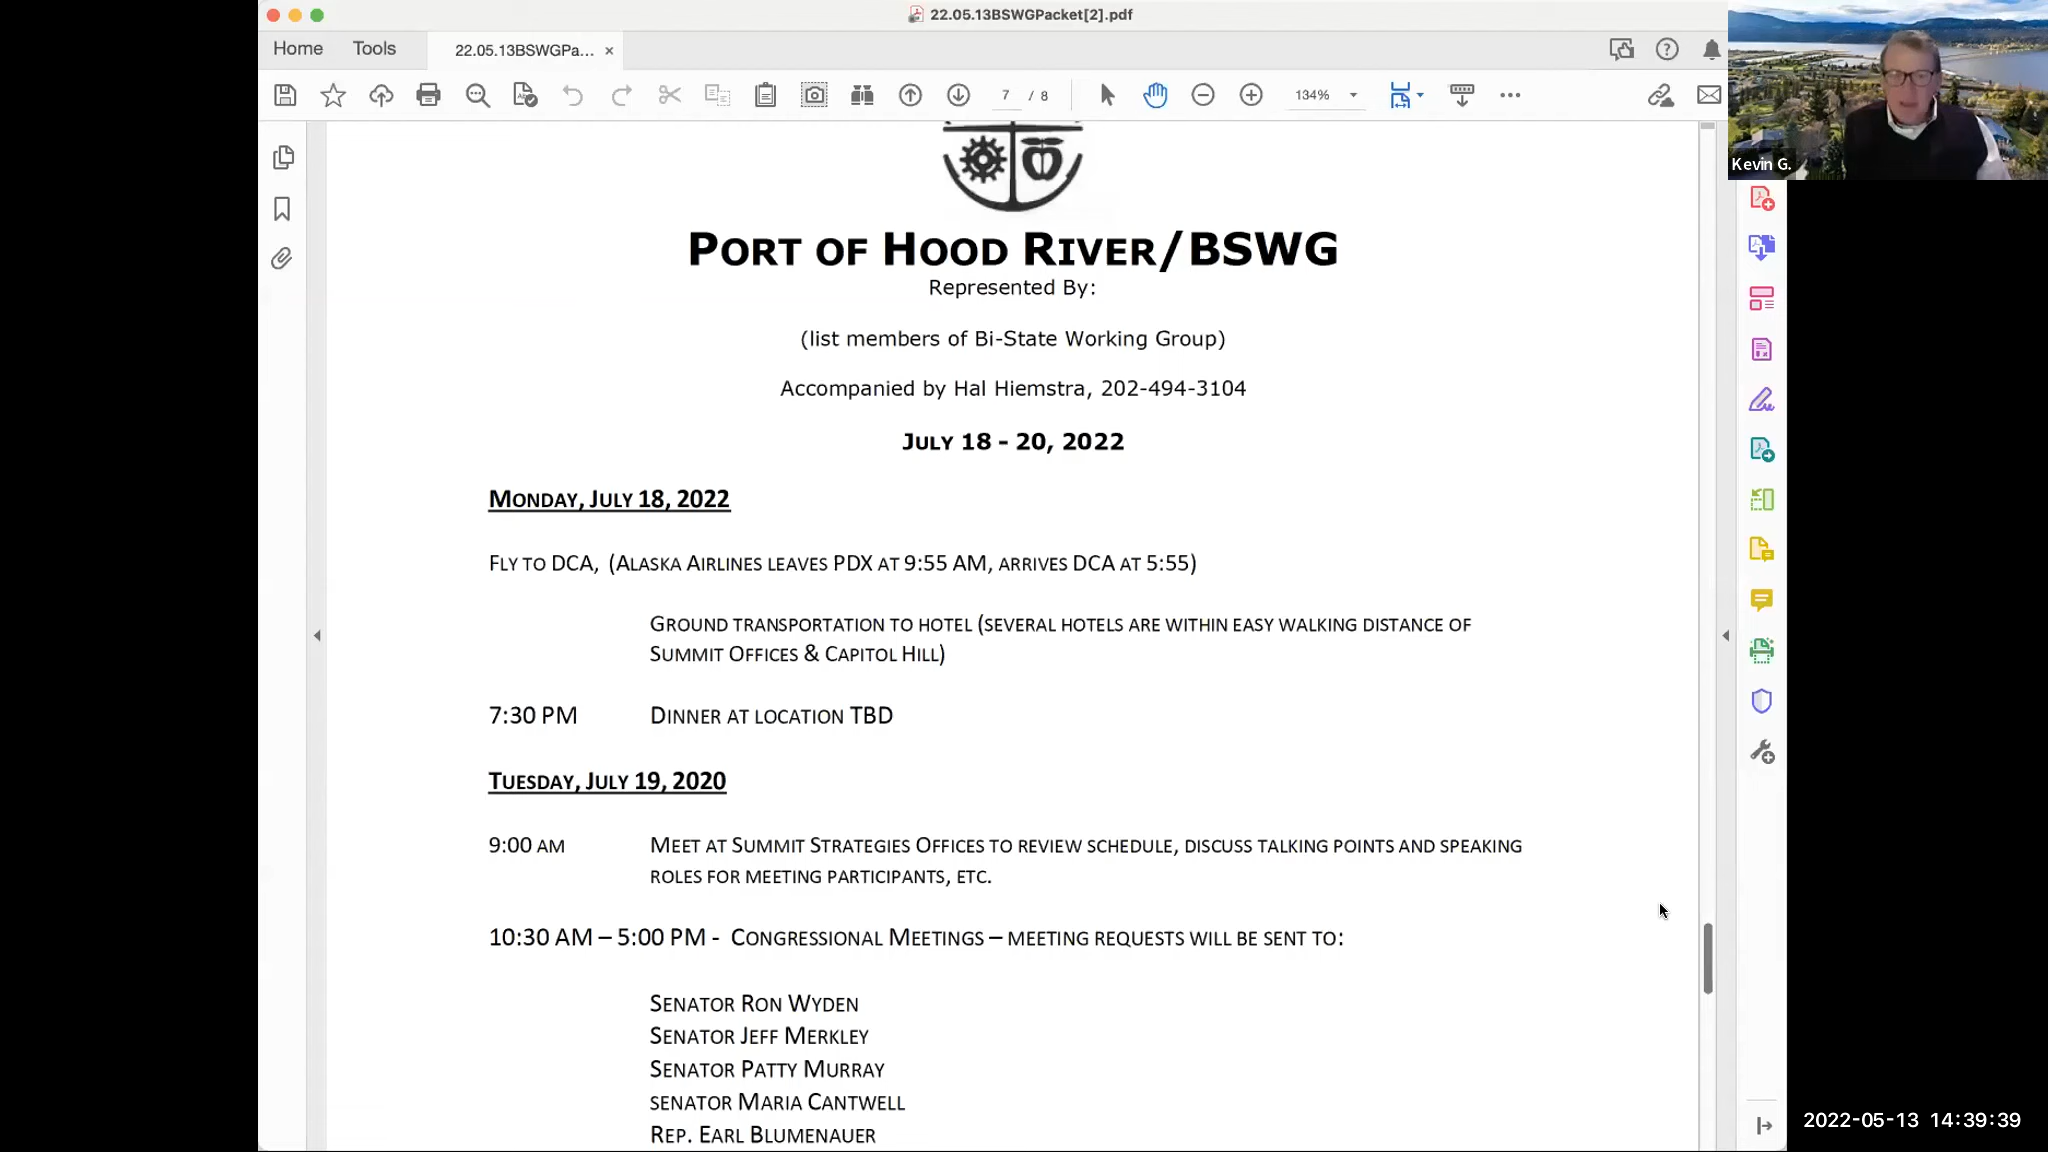 22.05.13BSWGPacket[2].pdf
Home
Tools
22.05.13BSWGPa...
7 / 8
134%
Kevin G.
PORT OF HOOD RIVER/BSWG
Represented By:
(list members of Bi-State Working Group)
Accompanied by Hal Hiemstra, 202-494-3104
JULY 18 - 20, 2022
MONDAY, JULY 18, 2022
FLY TO DCA, (ALASKA AIRLINES LEAVES PDX AT 9:55 AM, ARRIVES DCA AT 5:55)
GROUND TRANSPORTATION TO HOTEL (SEVERAL HOTELS ARE WITHIN EASY WALKING DISTANCE OF
SUMMIT OFFICES & CAPITOL HILL)
7:30 PM DINNER AT LOCATION TBD
TUESDAY, JULY 19, 2020
9:00 AM MEET AT SUMMIT STRATEGIES OFFICES TO REVIEW SCHEDULE, DISCUSS TALKING POINTS AND SPEAKING
ROLES FOR MEETING PARTICIPANTS, ETC.
10:30 AM – 5:00 PM - CONGRESSIONAL MEETINGS – MEETING REQUESTS WILL BE SENT TO:
SENATOR RON WYDEN
SENATOR JEFF MERKLEY
SENATOR PATTY MURRAY
SENATOR MARIA CANTWELL
REP. EARL BLUMENAUER
2022-05-13 14:39:39